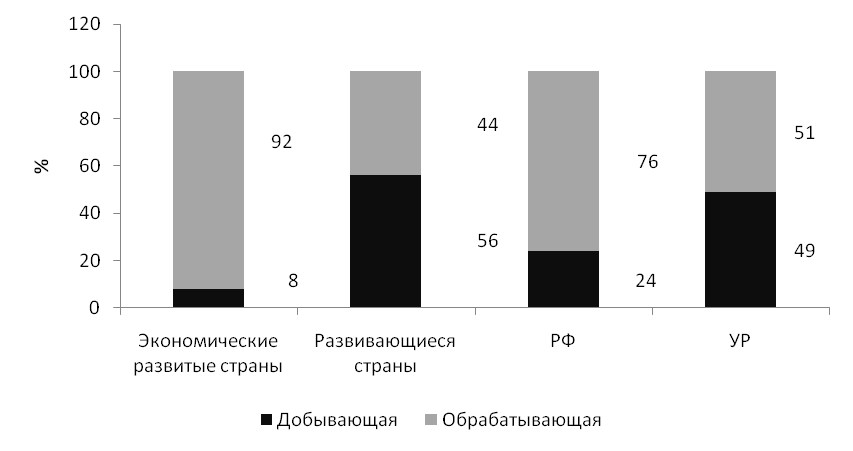 120
100
80
60
40
20
0
%
92
8
44
56
76
24
51
49
Экономические
развитые страны
Развивающиеся
страны
РФ
УР
Добывающая
Обрабатывающая